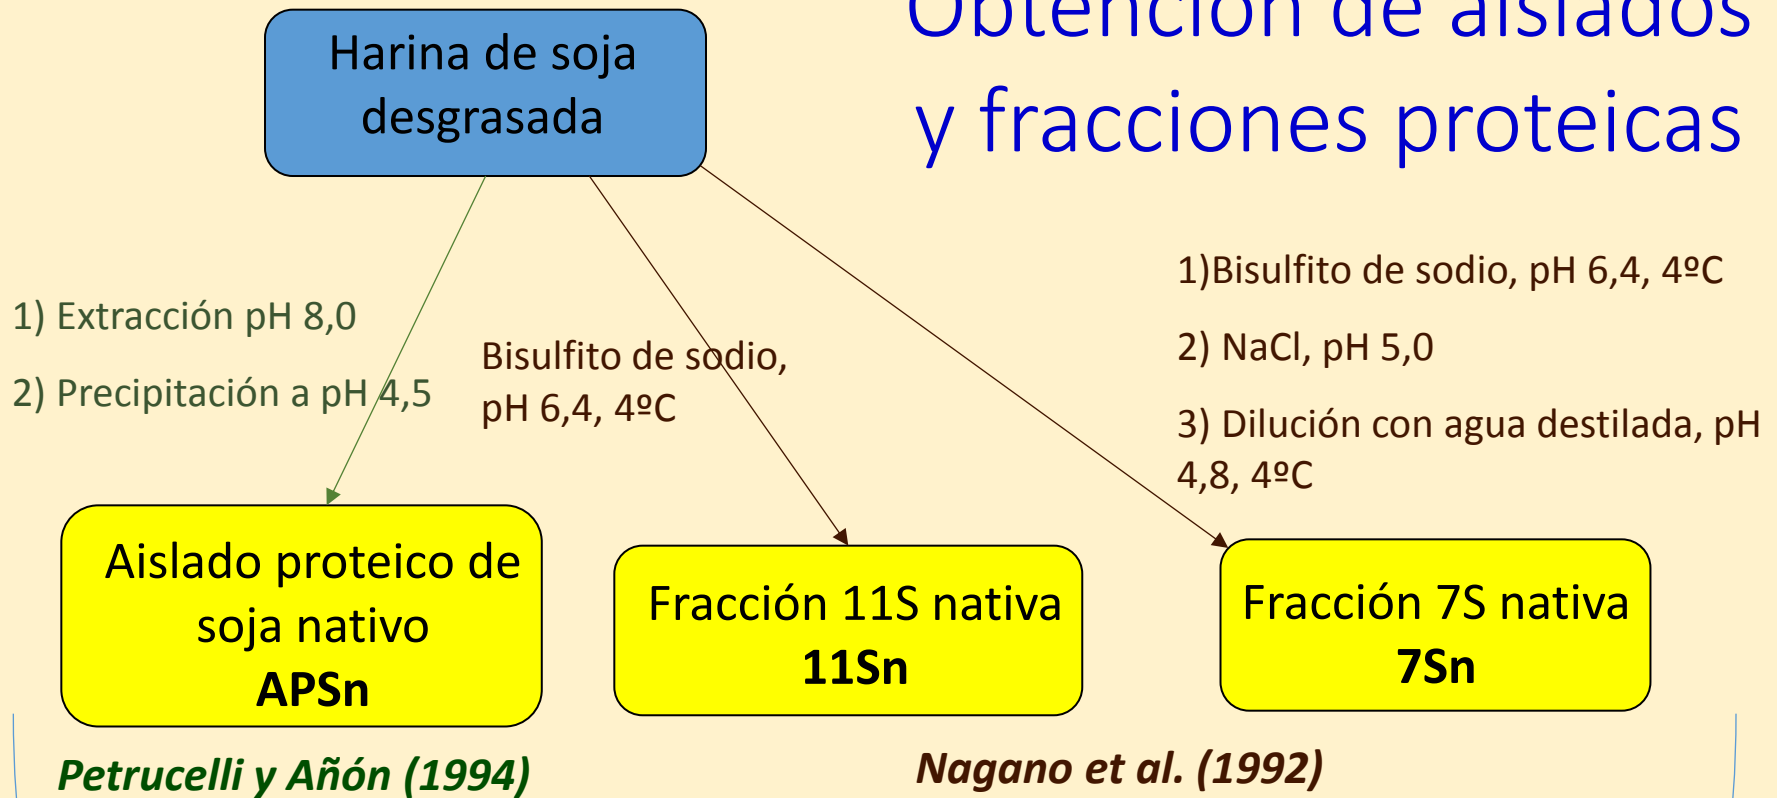 Obtención de aislados
y fracciones proteicas
Harina de soja
desgrasada
1) Extracción pH 8,0
2) Precipitación a pH 4,5
Bisulfito de sodio,
pH 6,4, 4ºC
1)Bisulfito de sodio, pH 6,4, 4ºC
2) NaCl, pH 5,0
3) Dilución con agua destilada, pH
4,8, 4ºC
Aislado proteico de
soja nativo
APSn
Fracción 11S nativa
11Sn
Fracción 7S nativa
7Sn
Petrucelli y Añón (1994)
Nagano et al. (1992)